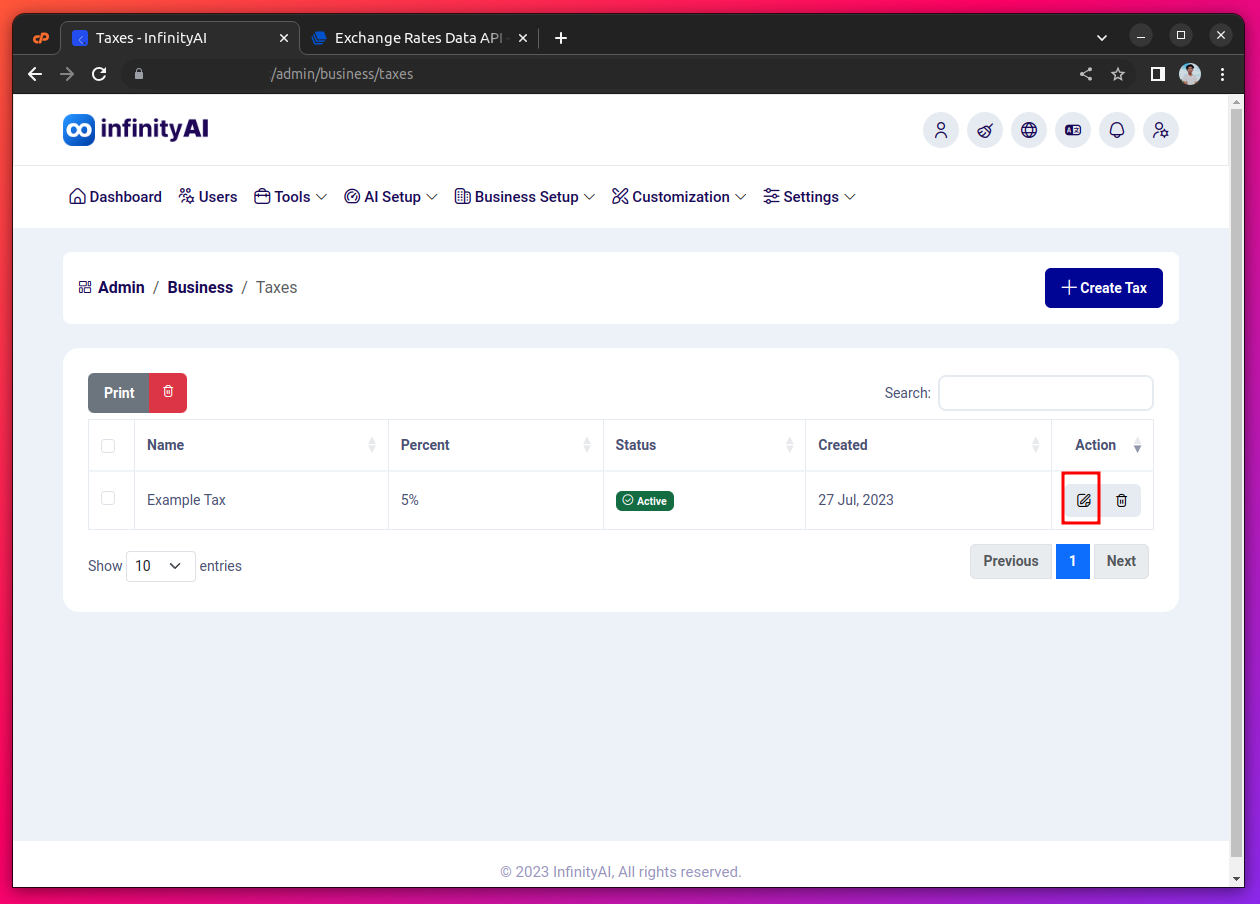 Taxes - InfinityAI
Exchange Rates Data API
/admin/business/taxes
infinityAI
Dashboard Users Tools AI Setup Business Setup Customization Settings
Admin / Business / Taxes
Create Tax
Print
Search:
Name Percent Status Created Action
Example Tax 5% Active 27 Jul, 2023
Show 10 entries
Previous 1 Next
© 2023 InfinityAI, All rights reserved.